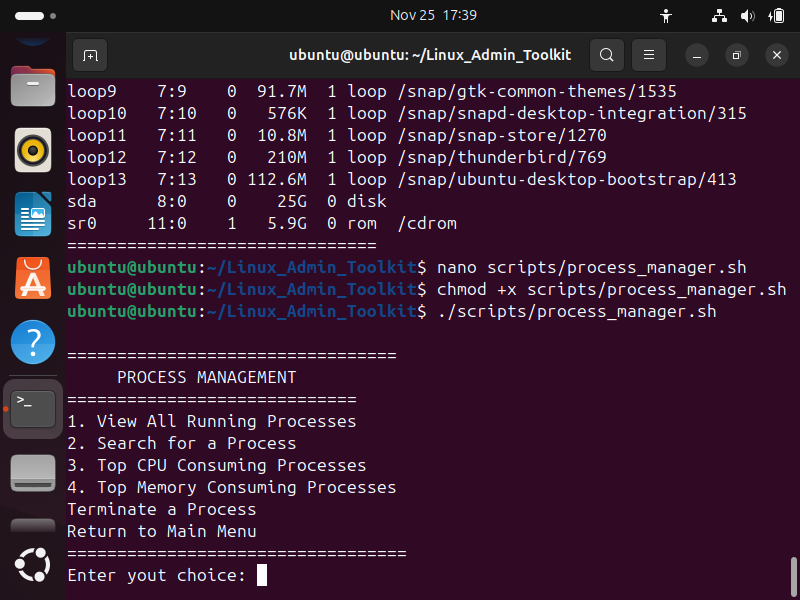 Nov 25 17:39
ubuntu@ubuntu: ~/Linux_Admin_Toolkit
loop9    7:9    0  91.7M  1 loop /snap/gtk-common-themes/1535
loop10   7:10   0   576K  1 loop /snap/snapd-desktop-integration/315
loop11   7:11   0  10.8M  1 loop /snap/snap-store/1270
loop12   7:12   0   210M  1 loop /snap/thunderbird/769
loop13   7:13   0 112.6M  1 loop /snap/ubuntu-desktop-bootstrap/413
sda      8:0    0    25G  0 disk
sr0     11:0    1   5.9G  0 rom  /cdrom
===============================
ubuntu@ubuntu:~/Linux_Admin_Toolkit$ nano scripts/process_manager.sh
ubuntu@ubuntu:~/Linux_Admin_Toolkit$ chmod +x scripts/process_manager.sh
ubuntu@ubuntu:~/Linux_Admin_Toolkit$ ./scripts/process_manager.sh
=================================
     PROCESS MANAGEMENT
=============================
1. View All Running Processes
2. Search for a Process
3. Top CPU Consuming Processes
4. Top Memory Consuming Processes
Terminate a Process
Return to Main Menu
==================================
Enter yout choice: